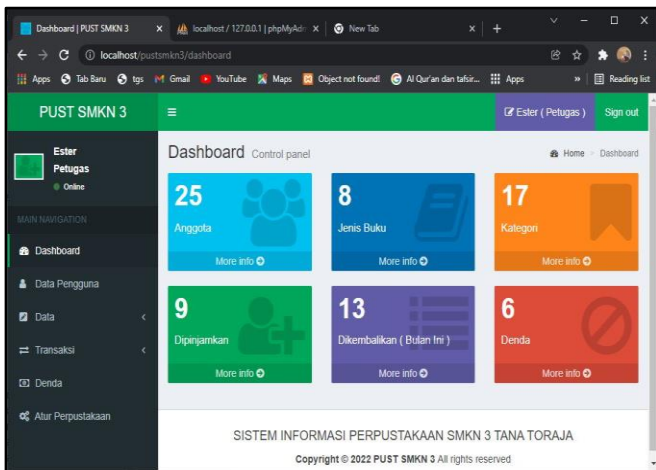 Dashboard | PUST SMKN 3
localhost / 127.0.0.1 | phpMyAdm
New Tab
localhost/pustsmkn3/dashboard
Apps Tab Baru tgs Gmail YouTube Maps Object not found! Al Qur'an dan tafsir... Apps » Reading list
PUST SMKN 3
Ester ( Petugas ) Sign out
Ester
Petugas
Online
MAIN NAVIGATION
Dashboard
Data Pengguna
Data
Transaksi
Denda
Atur Perpustakaan
Dashboard Control panel
Home > Dashboard
25
Anggota
More info
8
Jenis Buku
More info
17
Kategori
More info
9
Dipinjamkan
More info
13
Dikembalikan ( Bulan Ini )
More info
6
Denda
More info
SISTEM INFORMASI PERPUSTAKAAN SMKN 3 TANA TORAJA
Copyright © 2022 PUST SMKN 3 All rights reserved